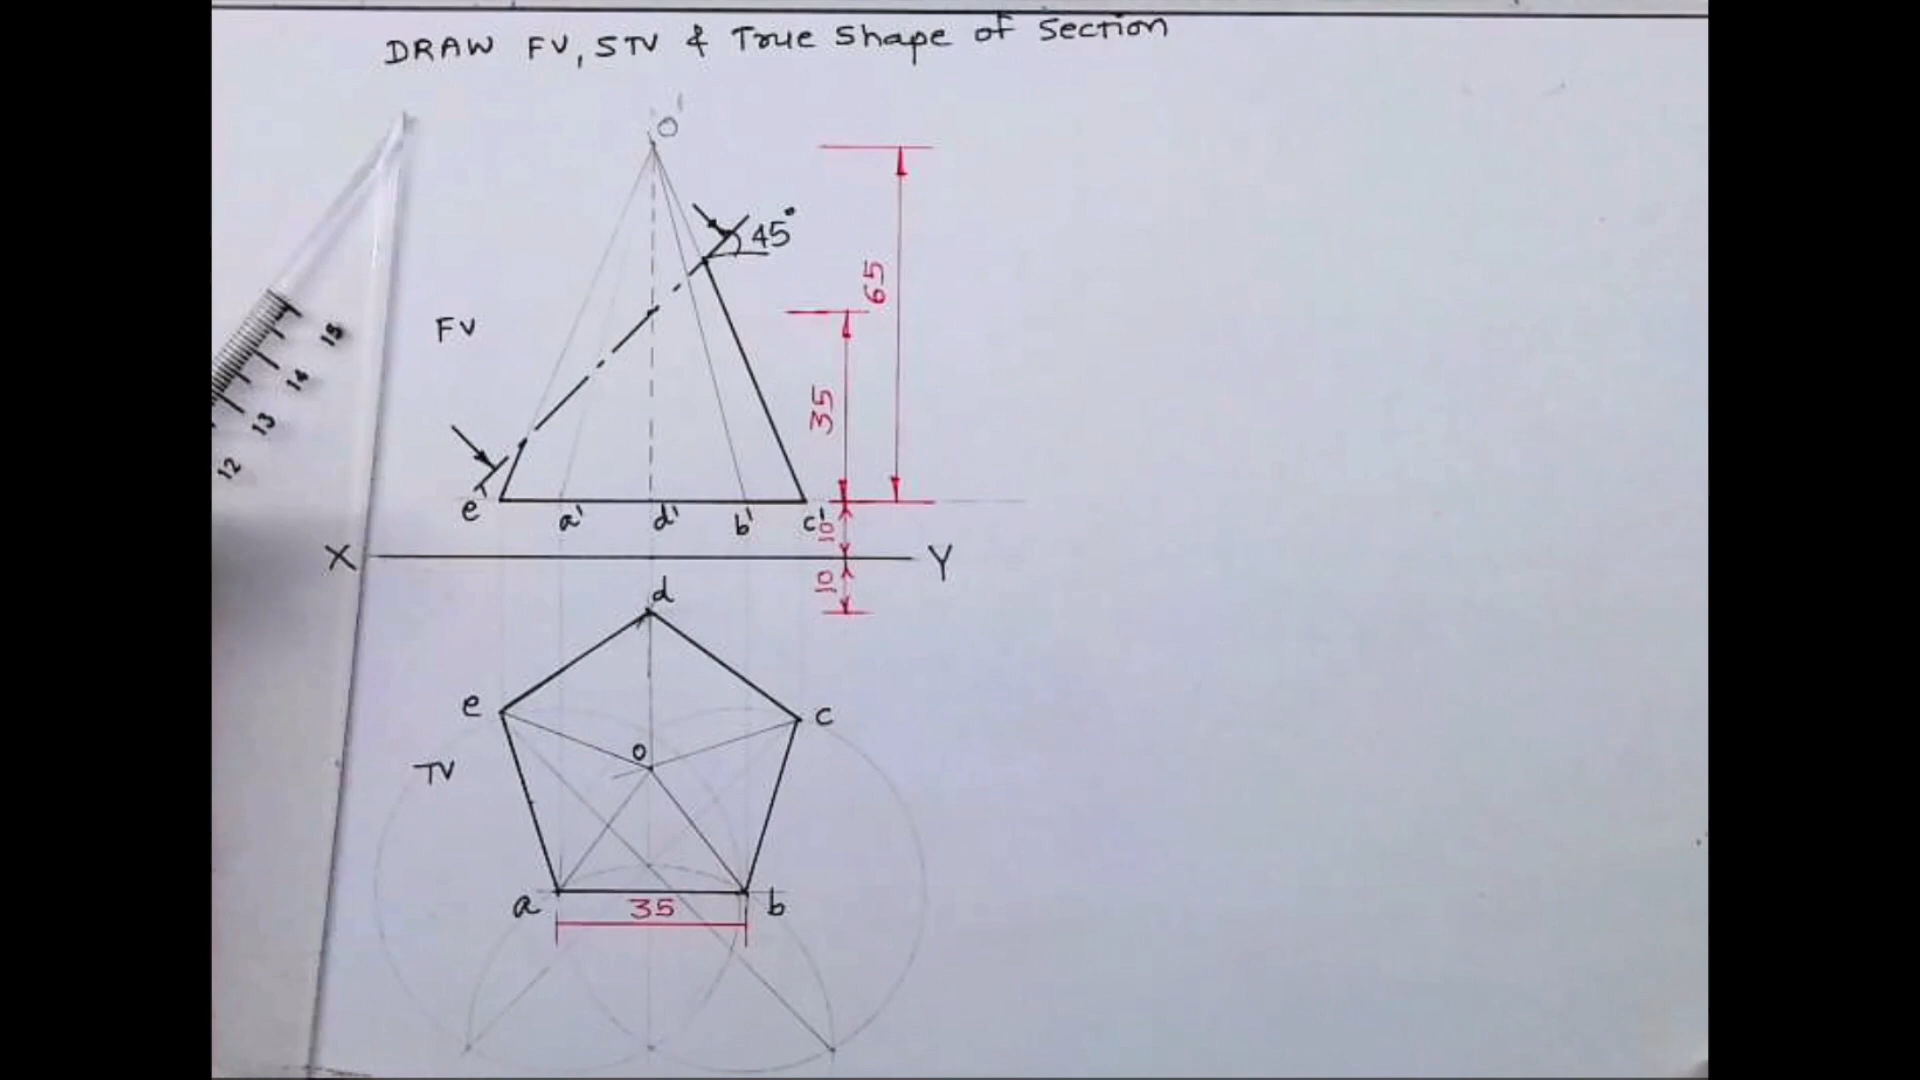 DRAW FV, STV & True Shape of Section
O'
45°
65
FV
35
15
14
13
12
e' a' d' b' c'
10
X Y
10
d
e c
O
TV
a 35 b